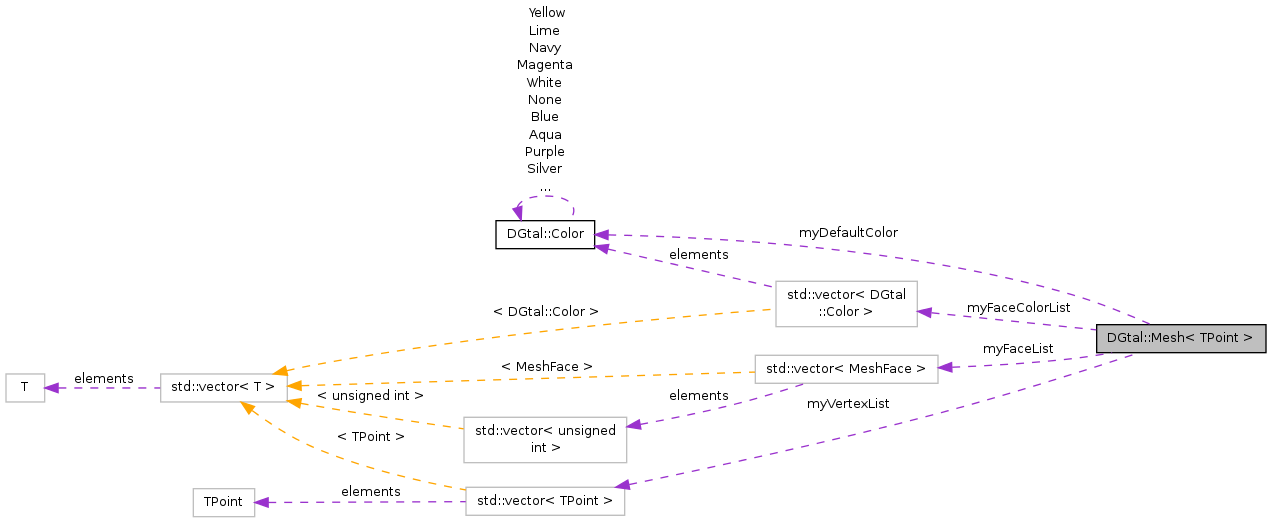 Yellow
Lime
Navy
Magenta
White
None
Blue
Aqua
Purple
Silver
...
DGtal::Color
myDefaultColor
elements
std::vector< DGtal
::Color >
< DGtal::Color >
myFaceColorList
DGtal::Mesh< TPoint >
myFaceList
< MeshFace >
std::vector< MeshFace >
T
elements
std::vector< T >
< unsigned int >
elements
myVertexList
std::vector< unsigned
int >
< TPoint >
TPoint
elements
std::vector< TPoint >